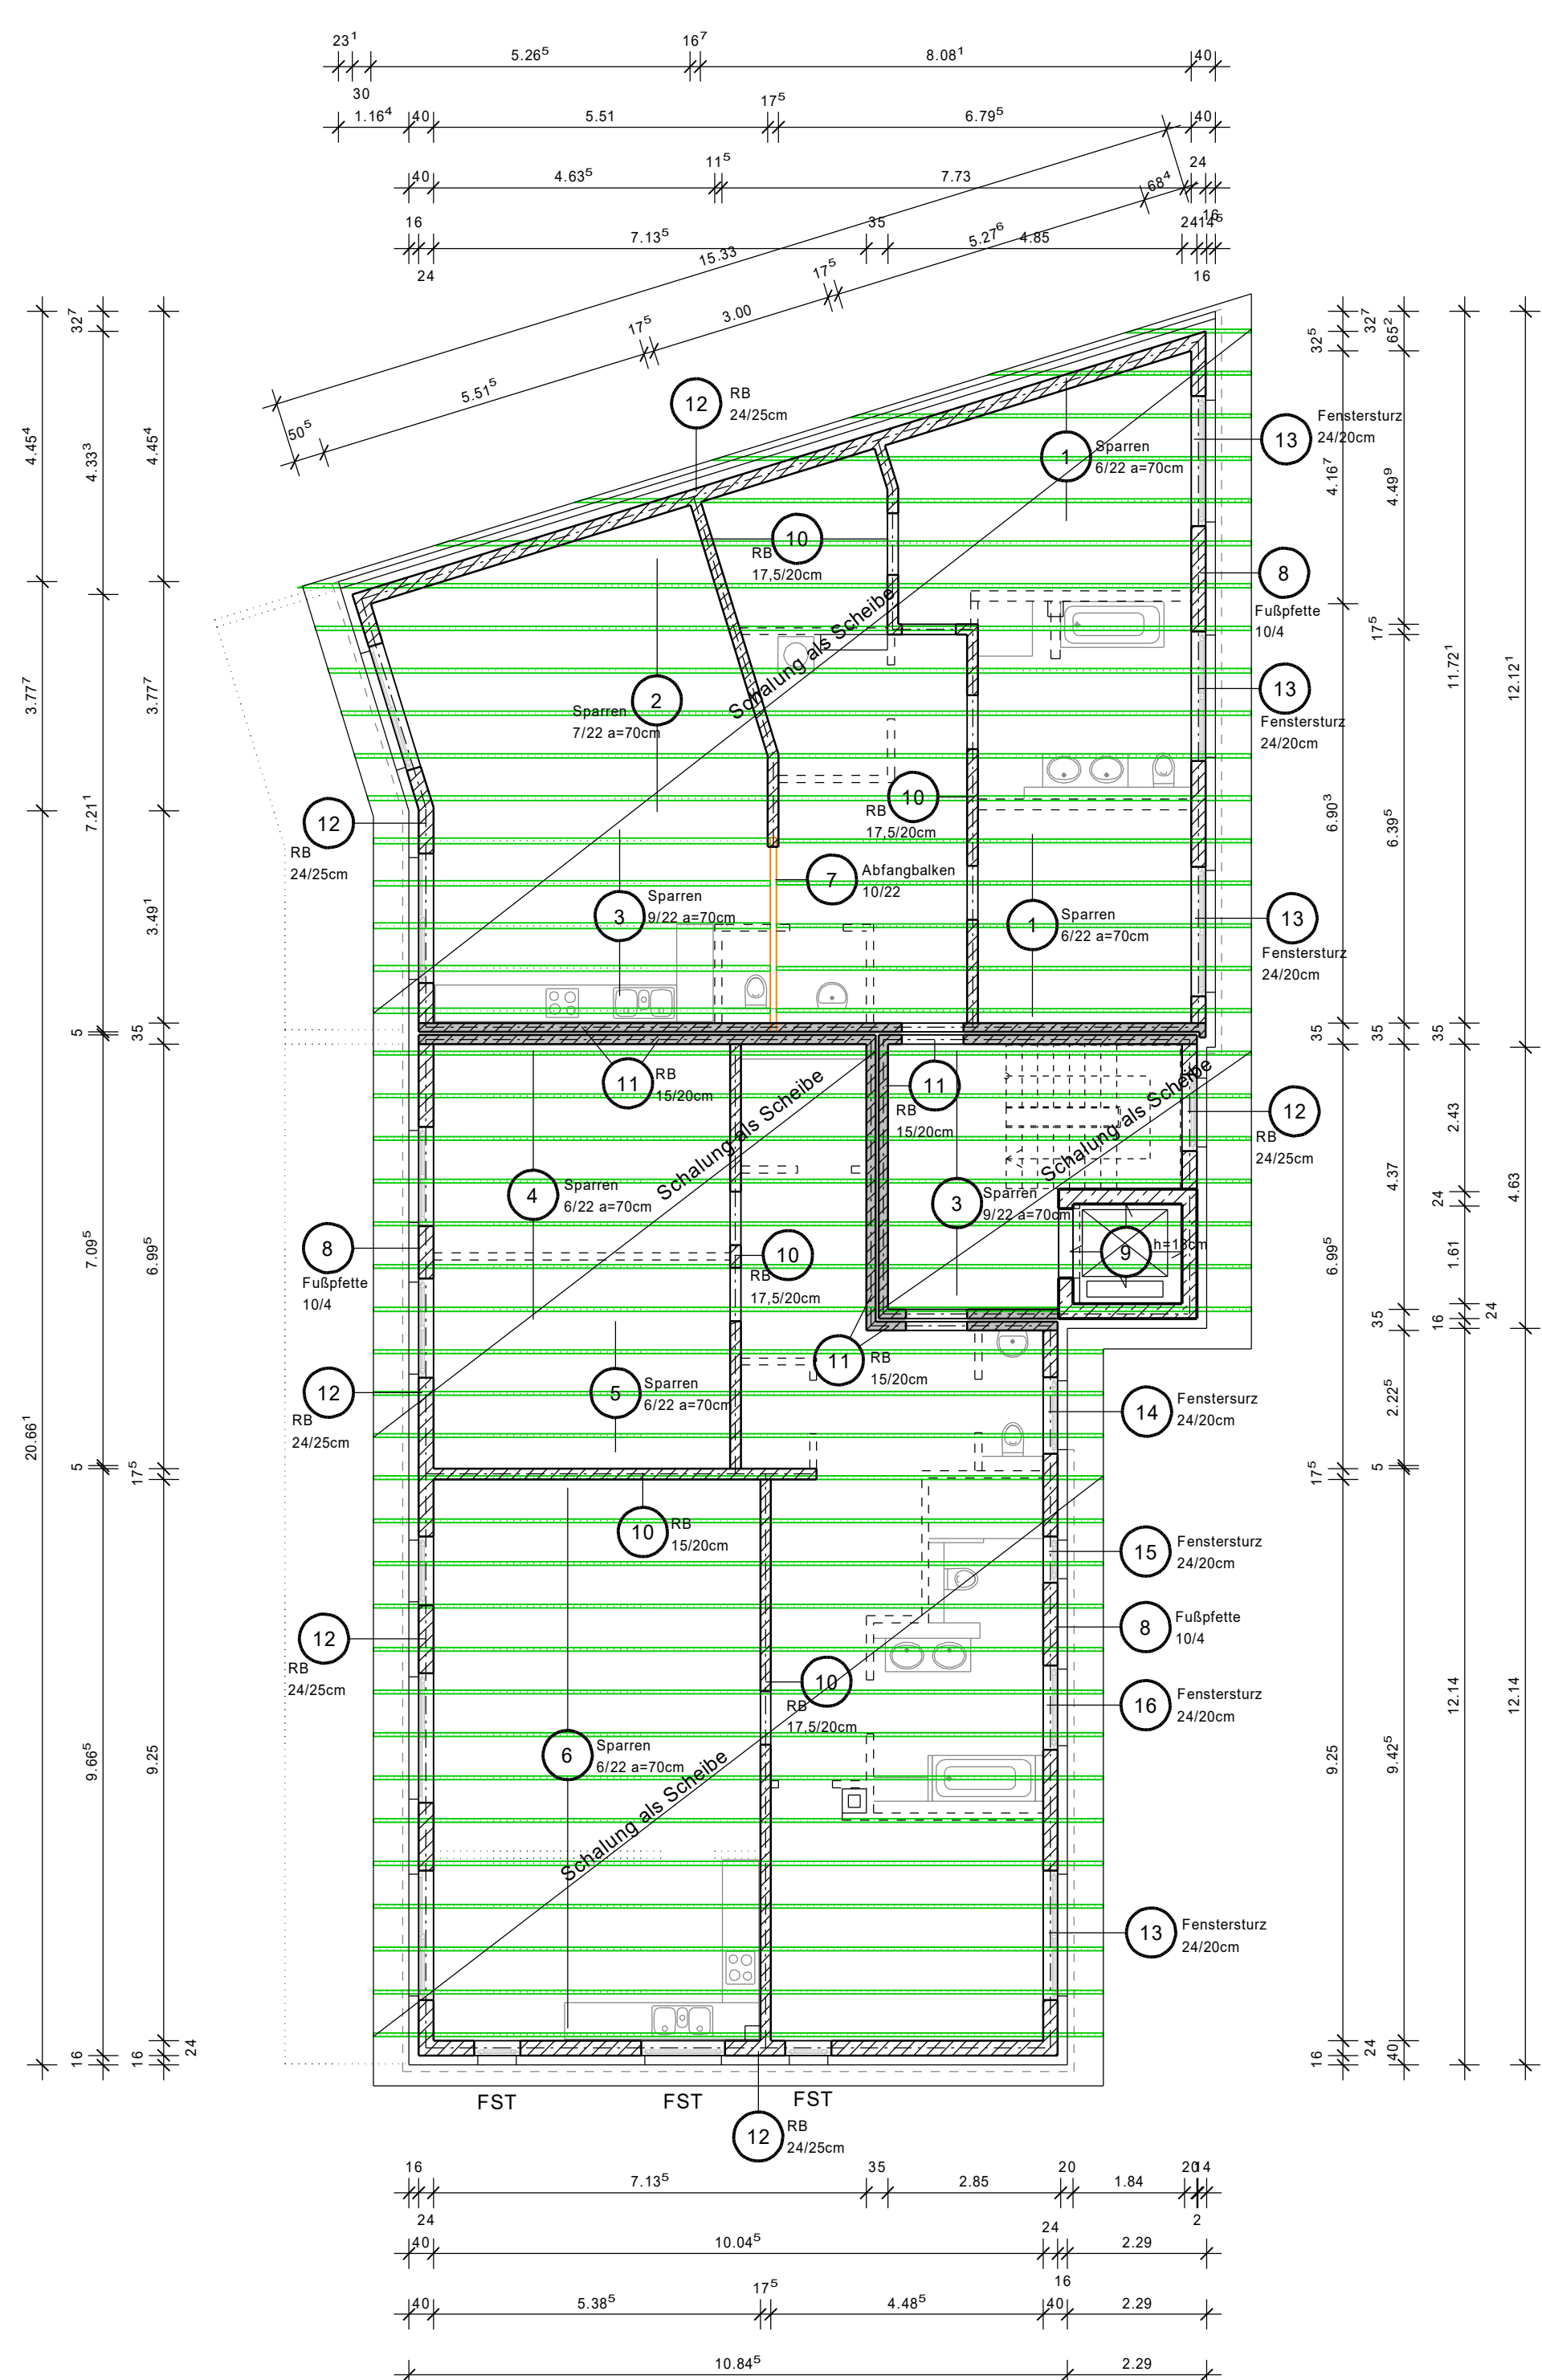 23¹ 5.26⁵ 16⁷ 8.08¹ 40
30
1.16⁴ 40 5.51 17⁵ 6.79⁵ 40
40 4.63⁵ 11⁵ 7.73 24
68⁴
16
16 7.13⁵ 35 5.27⁶ 4.85 24 14⁵
24 15.33 17⁵ 16
17⁵ 3.00
5.51⁵
50⁵
32⁷
4.45⁴
4.33³
4.45⁴
3.77⁷
3.77⁷
7.21¹
3.49¹
5
35
7.09⁵
6.99⁵
20.66¹
5
17⁵
9.66⁵
9.25
16
16
24
32⁵
32⁷
65²
4.16⁷
4.49⁹
17⁵
11.72¹
12.12¹
6.90³
6.39⁵
35
35
35
2.43
4.37
24
4.63
6.99⁵
1.61
35
16
24
2.22⁵
17⁵
5
12.14
12.14
9.25
9.42⁵
16
24
40
12
RB
24/25cm
13
Fenstersturz
24/20cm
1
Sparren
6/22 a=70cm
10
RB
17,5/20cm
8
Fußpfette
10/4
Schalung als Scheibe
2
Sparren
7/22 a=70cm
13
Fenstersturz
24/20cm
12
RB
24/25cm
10
RB
17,5/20cm
7
Abfangbalken
10/22
3
Sparren
9/22 a=70cm
1
Sparren
6/22 a=70cm
13
Fenstersturz
24/20cm
11
RB
15/20cm
Schalung als Scheibe
11
RB
15/20cm
Schalung als Scheibe
12
RB
24/25cm
4
Sparren
6/22 a=70cm
3
Sparren
9/22 a=70cm
8
Fußpfette
10/4
10
RB
17,5/20cm
9
h=18cm
11
RB
15/20cm
12
RB
24/25cm
5
Sparren
6/22 a=70cm
14
Fenstersurz
24/20cm
10
RB
15/20cm
15
Fenstersturz
24/20cm
12
RB
24/25cm
8
Fußpfette
10/4
10
RB
17,5/20cm
16
Fenstersturz
24/20cm
6
Sparren
6/22 a=70cm
Schalung als Scheibe
13
Fenstersturz
24/20cm
FST FST FST
12
RB
24/25cm
16 7.13⁵ 35 2.85 20 1.84 20 14
24 2
40 10.04⁵ 24 2.29
16
40 5.38⁵ 17⁵ 4.48⁵ 40 2.29
10.84⁵ 2.29